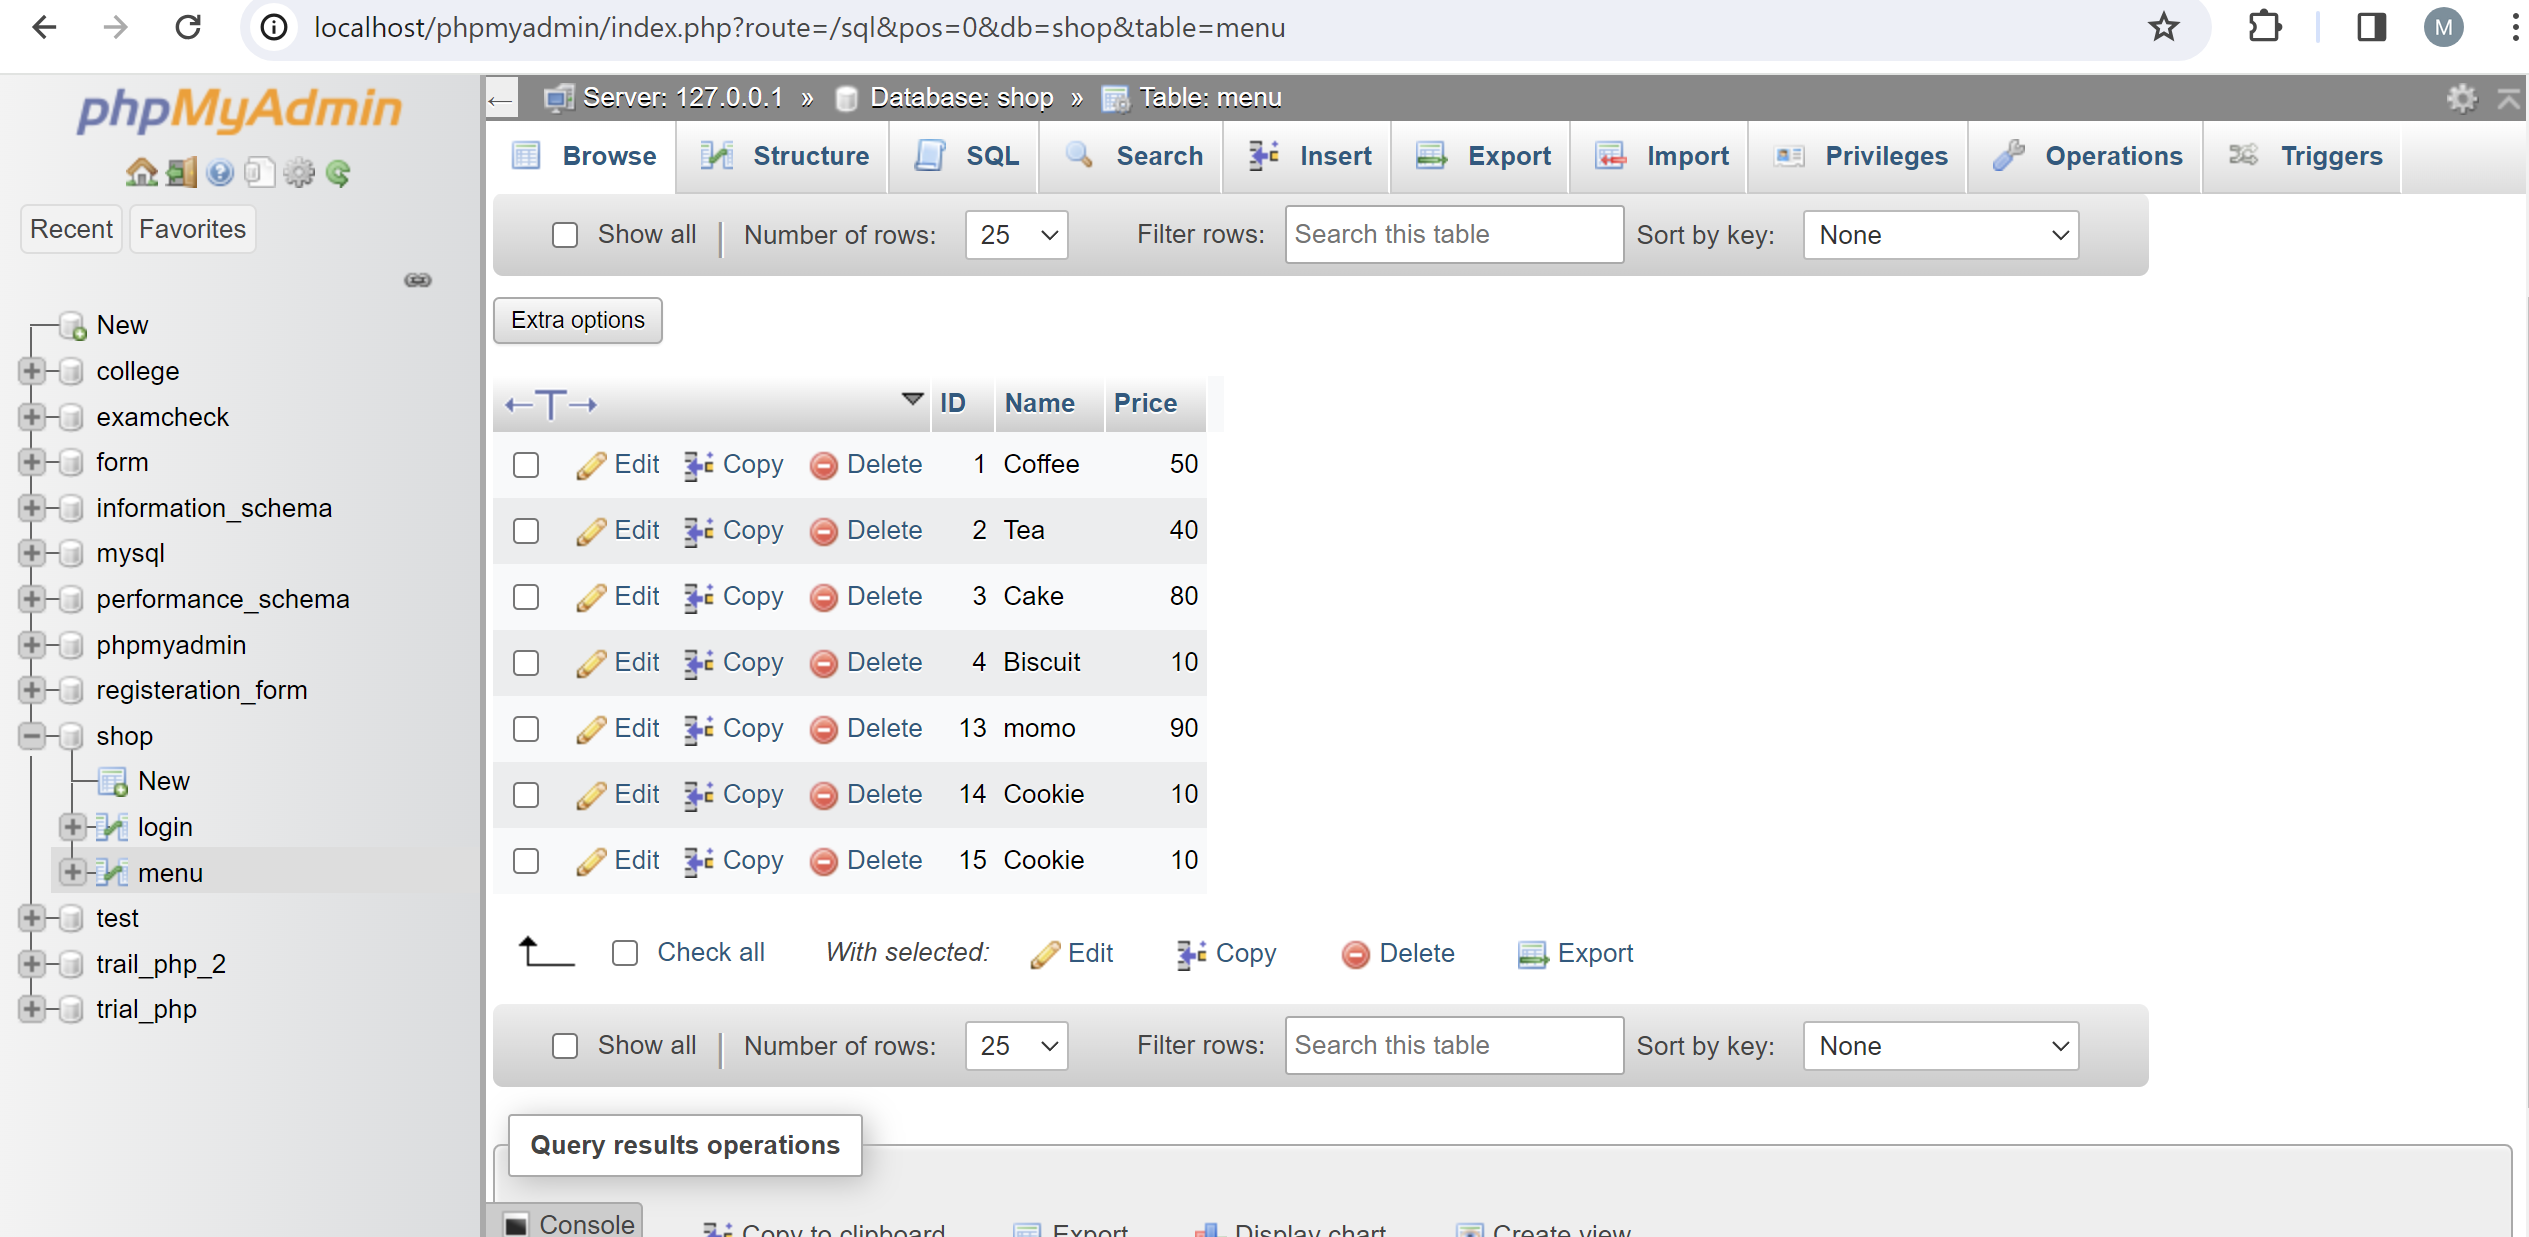 localhost/phpmyadmin/index.php?route=/sql&pos=0&db=shop&table=menu
M
phpMyAdmin
Recent
Favorites
New
college
examcheck
form
information_schema
mysql
performance_schema
phpmyadmin
registeration_form
shop
New
login
menu
test
trail_php_2
trial_php
Server: 127.0.0.1 » Database: shop » Table: menu
Browse Structure SQL Search Insert Export Import Privileges Operations Triggers
Show all Number of rows: 25 Filter rows: Search this table Sort by key: None
Extra options
ID Name Price
Edit Copy Delete 1 Coffee 50
Edit Copy Delete 2 Tea 40
Edit Copy Delete 3 Cake 80
Edit Copy Delete 4 Biscuit 10
Edit Copy Delete 13 momo 90
Edit Copy Delete 14 Cookie 10
Edit Copy Delete 15 Cookie 10
Check all With selected: Edit Copy Delete Export
Show all Number of rows: 25 Filter rows: Search this table Sort by key: None
Query results operations
Console
Copy to clipboard Export Display chart Create view